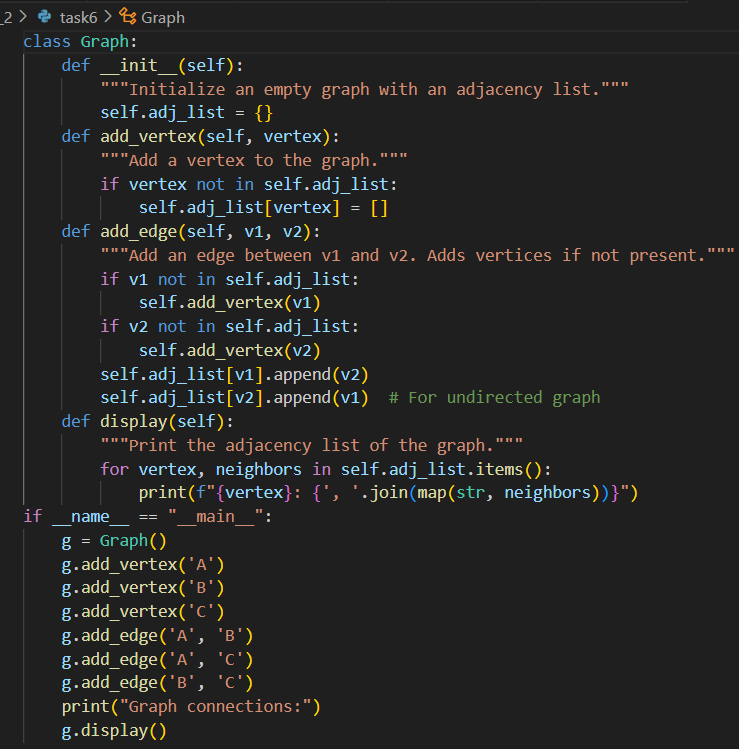 _2 > task6 > Graph
class Graph:
    def __init__(self):
        """Initialize an empty graph with an adjacency list."""
        self.adj_list = {}
    def add_vertex(self, vertex):
        """Add a vertex to the graph."""
        if vertex not in self.adj_list:
            self.adj_list[vertex] = []
    def add_edge(self, v1, v2):
        """Add an edge between v1 and v2. Adds vertices if not present."""
        if v1 not in self.adj_list:
            self.add_vertex(v1)
        if v2 not in self.adj_list:
            self.add_vertex(v2)
        self.adj_list[v1].append(v2)
        self.adj_list[v2].append(v1)  # For undirected graph
    def display(self):
        """Print the adjacency list of the graph."""
        for vertex, neighbors in self.adj_list.items():
            print(f"{vertex}: {', '.join(map(str, neighbors))}")
if __name__ == "__main__":
    g = Graph()
    g.add_vertex('A')
    g.add_vertex('B')
    g.add_vertex('C')
    g.add_edge('A', 'B')
    g.add_edge('A', 'C')
    g.add_edge('B', 'C')
    print("Graph connections:")
    g.display()